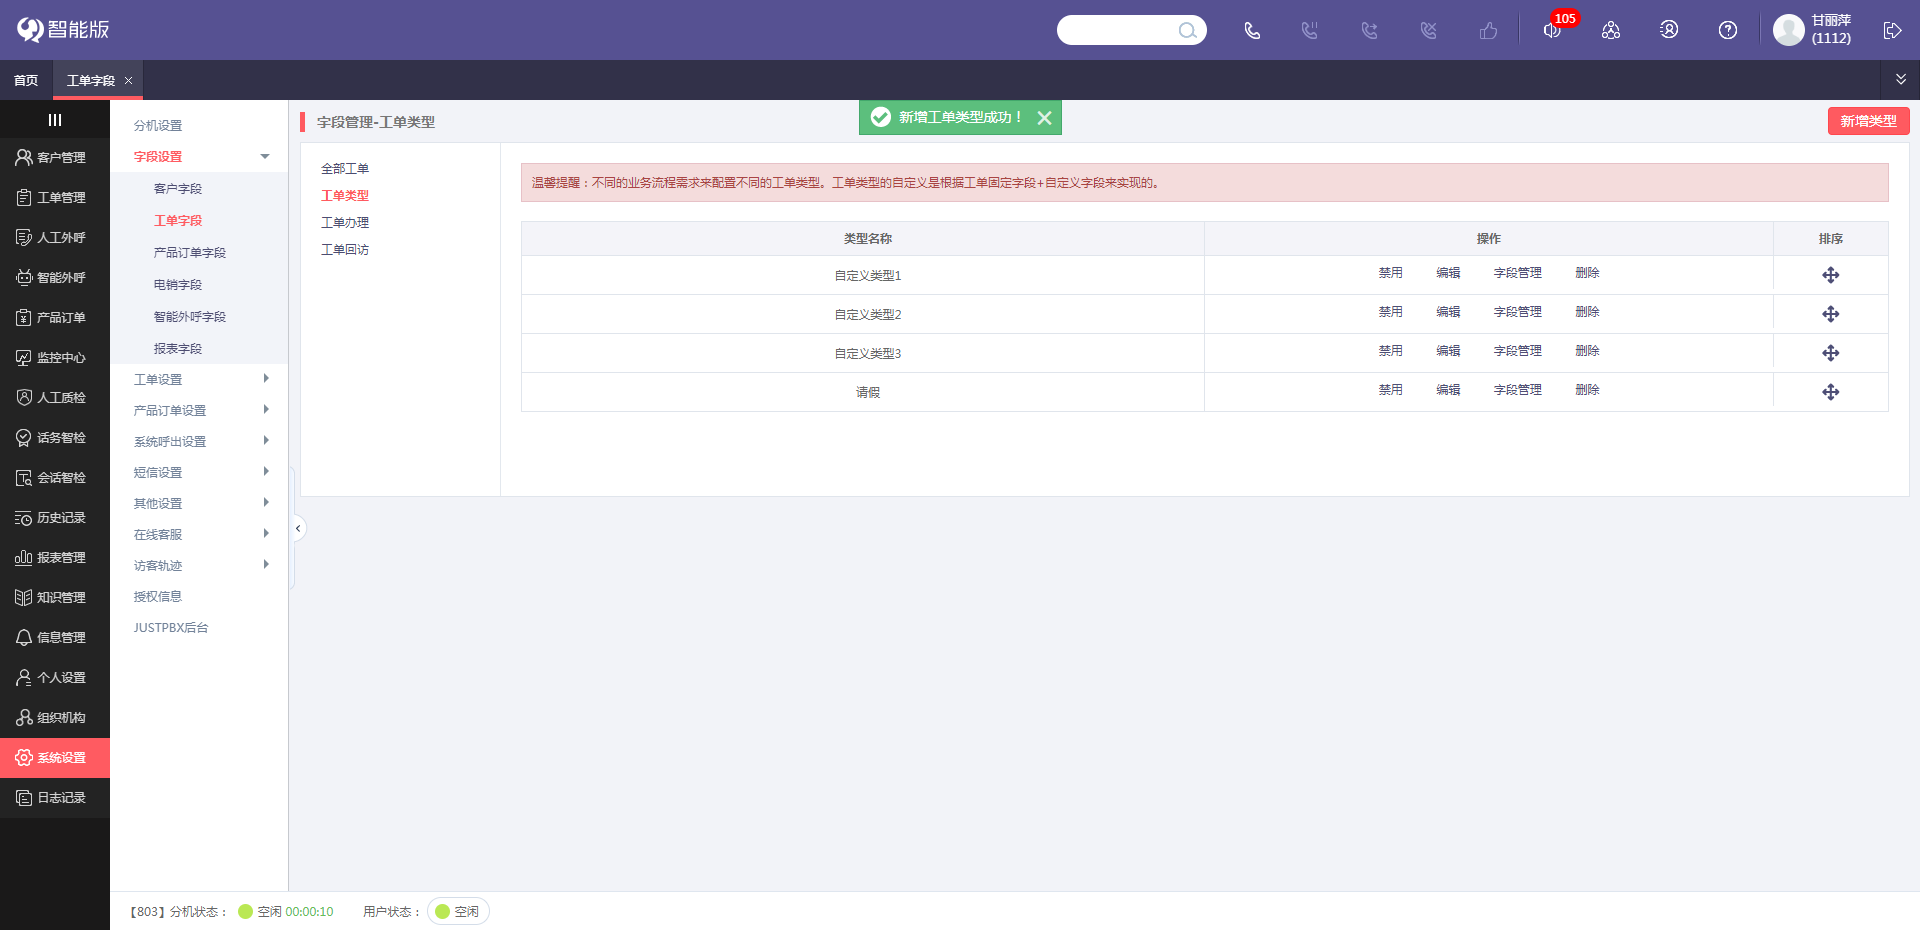 智能版
105
甘丽萍
(1112)
首页
工单字段
客户管理
工单管理
人工外呼
智能外呼
产品订单
监控中心
人工质检
话务智检
会话智检
历史记录
报表管理
知识管理
信息管理
个人设置
组织机构
系统设置
日志记录
分机设置
字段设置
客户字段
工单字段
产品订单字段
电销字段
智能外呼字段
报表字段
工单设置
产品订单设置
系统呼出设置
短信设置
其他设置
在线客服
访客轨迹
授权信息
JUSTPBX后台
字段管理-工单类型
新增工单类型成功！
新增类型
全部工单
工单类型
工单办理
工单回访
温馨提醒：不同的业务流程需求来配置不同的工单类型。工单类型的自定义是根据工单固定字段+自定义字段来实现的。
类型名称 操作 排序
自定义类型1 禁用 编辑 字段管理 删除
自定义类型2 禁用 编辑 字段管理 删除
自定义类型3 禁用 编辑 字段管理 删除
请假 禁用 编辑 字段管理 删除
【803】分机状态： 空闲 00:00:10 用户状态： 空闲